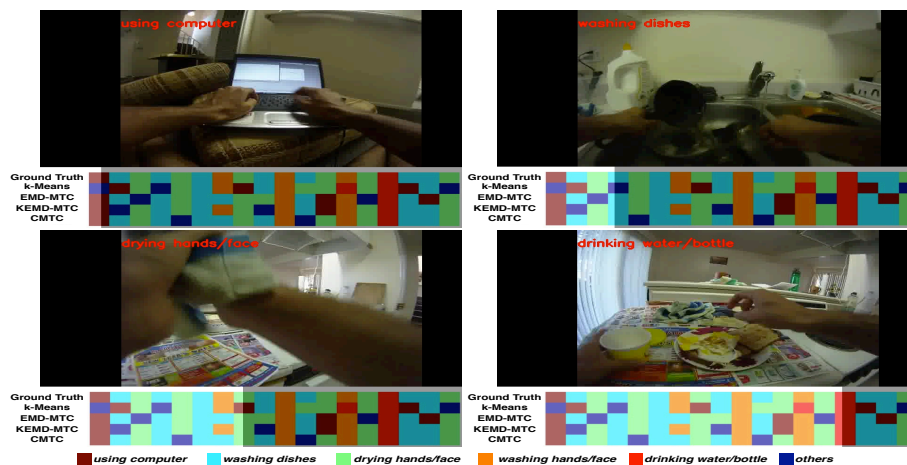 using computer
washing dishes
Ground Truth
k-Means
EMD-MTC
KEMD-MTC
CMTC
Ground Truth
k-Means
EMD-MTC
KEMD-MTC
CMTC
drying hands/face
drinking water/bottle
Ground Truth
k-Means
EMD-MTC
KEMD-MTC
CMTC
Ground Truth
k-Means
EMD-MTC
KEMD-MTC
CMTC
using computer washing dishes drying hands/face washing hands/face drinking water/bottle others